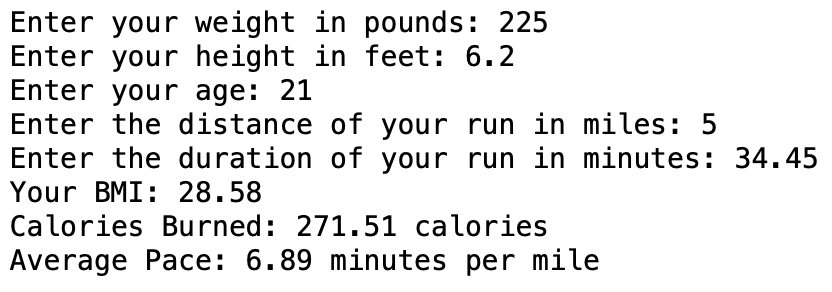 Enter your weight in pounds: 225
Enter your height in feet: 6.2
Enter your age: 21
Enter the distance of your run in miles: 5
Enter the duration of your run in minutes: 34.45
Your BMI: 28.58
Calories Burned: 271.51 calories
Average Pace: 6.89 minutes per mile